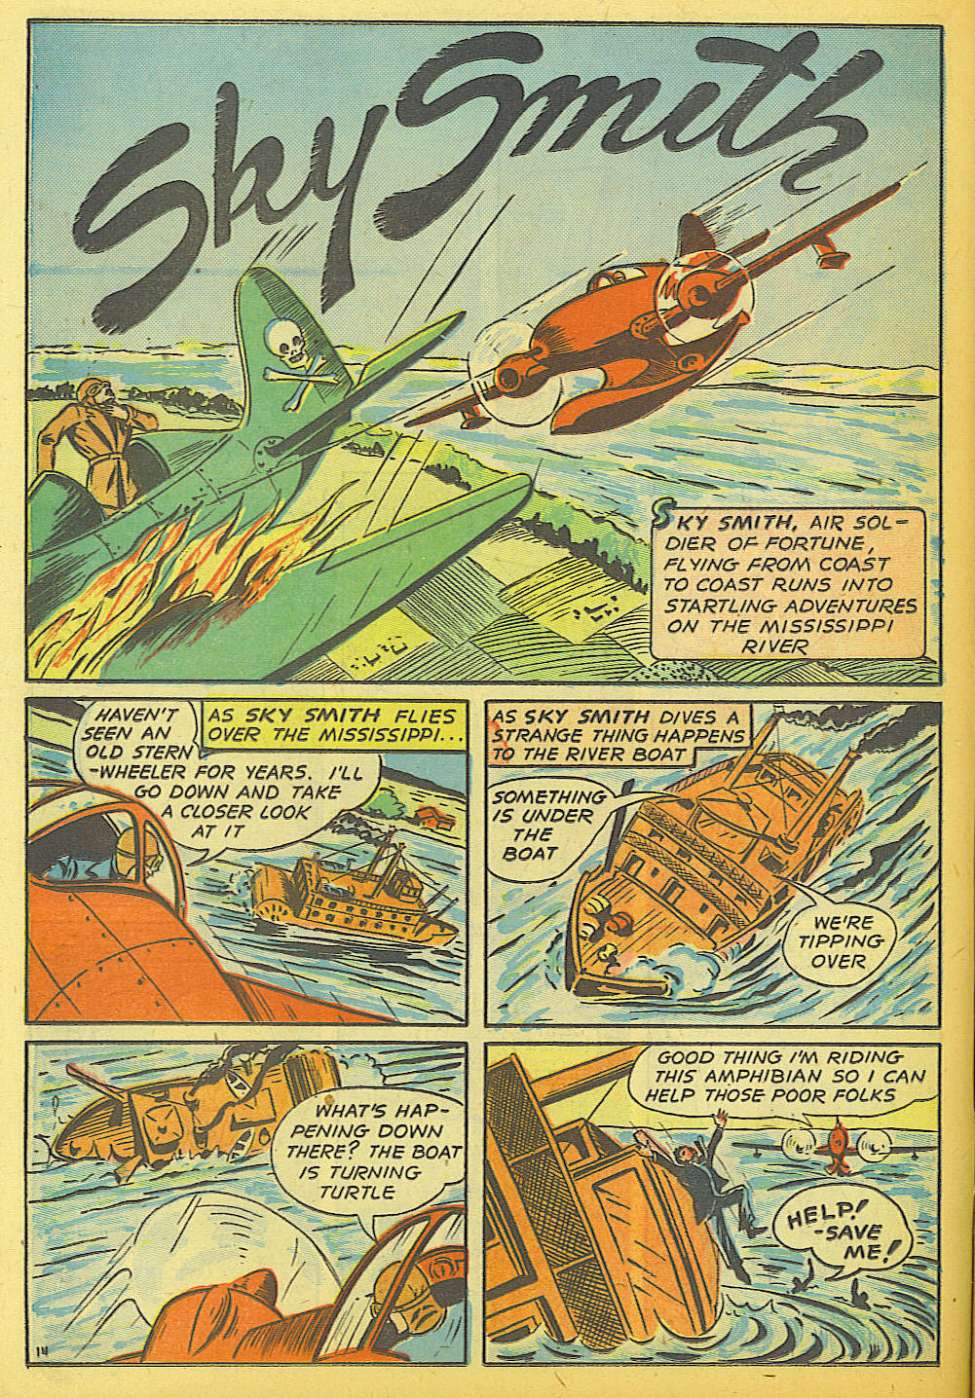 Sky Smith
SKY SMITH, AIR SOL-
DIER OF FORTUNE,
FLYING FROM COAST
TO COAST RUNS INTO
STARTLING ADVENTURES
ON THE MISSISSIPPI
RIVER
AS SKY SMITH FLIES
OVER THE MISSISSIPPI...
HAVEN'T
SEEN AN
OLD STERN
-WHEELER FOR YEARS. I'LL
GO DOWN AND TAKE
A CLOSER LOOK
AT IT
AS SKY SMITH DIVES A
STRANGE THING HAPPENS
TO THE RIVER BOAT
SOMETHING
IS UNDER
THE
BOAT
WE'RE
TIPPING
OVER
WHAT'S HAP-
PENING DOWN
THERE? THE BOAT
IS TURNING
TURTLE
GOOD THING I'M RIDING
THIS AMPHIBIAN SO I CAN
HELP THOSE POOR FOLKS
HELP!
-SAVE
ME!
14